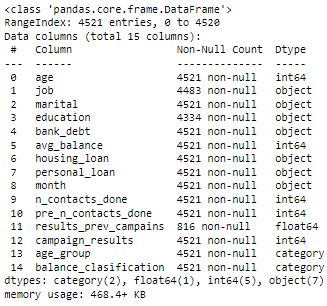 <class 'pandas.core.frame.DataFrame'>
RangeIndex: 4521 entries, 0 to 4520
Data columns (total 15 columns):
 #   Column                 Non-Null Count  Dtype
---  ------                 --------------  -----
 0   age                    4521 non-null   int64
 1   job                    4483 non-null   object
 2   marital                4521 non-null   object
 3   education              4334 non-null   object
 4   bank_debt              4521 non-null   object
 5   avg_balance            4521 non-null   int64
 6   housing_loan           4521 non-null   object
 7   personal_loan          4521 non-null   object
 8   month                  4521 non-null   object
 9   n_contacts_done        4521 non-null   int64
 10  pre_n_contacts_done    4521 non-null   int64
 11  results_prev_campains  816 non-null    float64
 12  campaign_results       4521 non-null   int64
 13  age_group              4521 non-null   category
 14  balance_clasification  4521 non-null   category
dtypes: category(2), float64(1), int64(5), object(7)
memory usage: 468.4+ KB